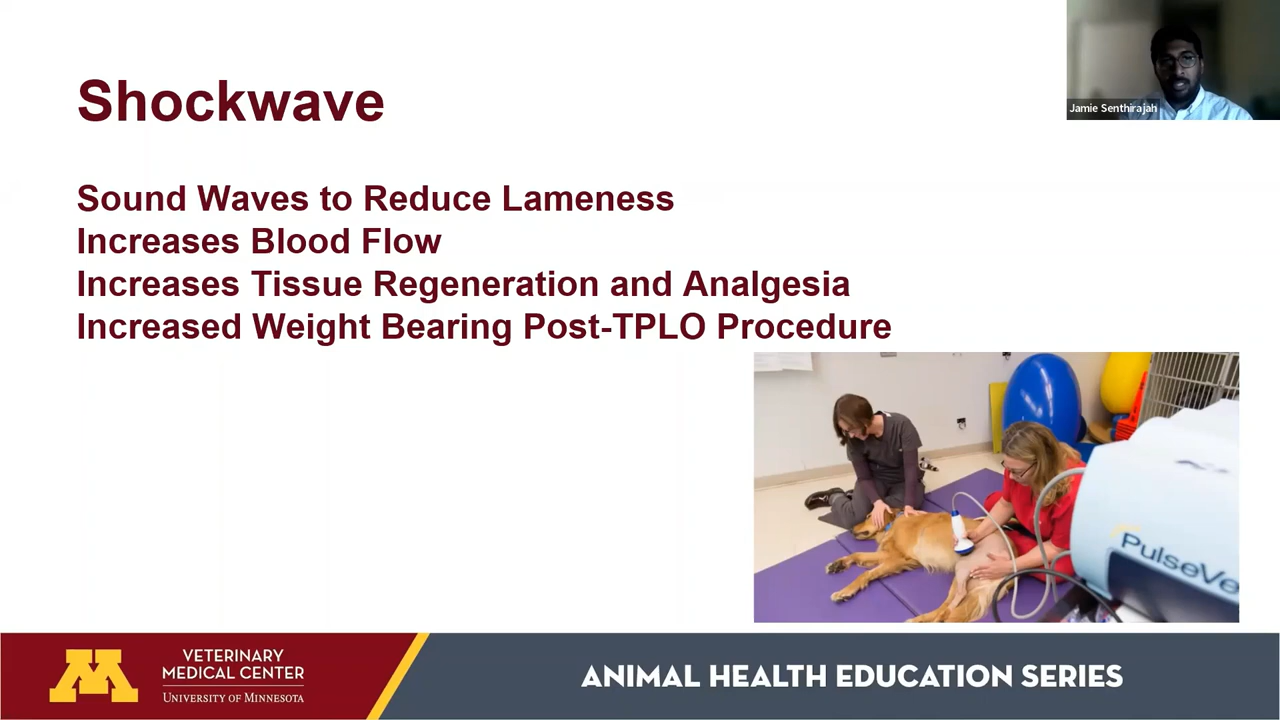 Shockwave
Jamie Senthirajah
Sound Waves to Reduce Lameness
Increases Blood Flow
Increases Tissue Regeneration and Analgesia
Increased Weight Bearing Post-TPLO Procedure
PulseVe
M
VETERINARY
MEDICAL CENTER
UNIVERSITY OF MINNESOTA
ANIMAL HEALTH EDUCATION SERIES